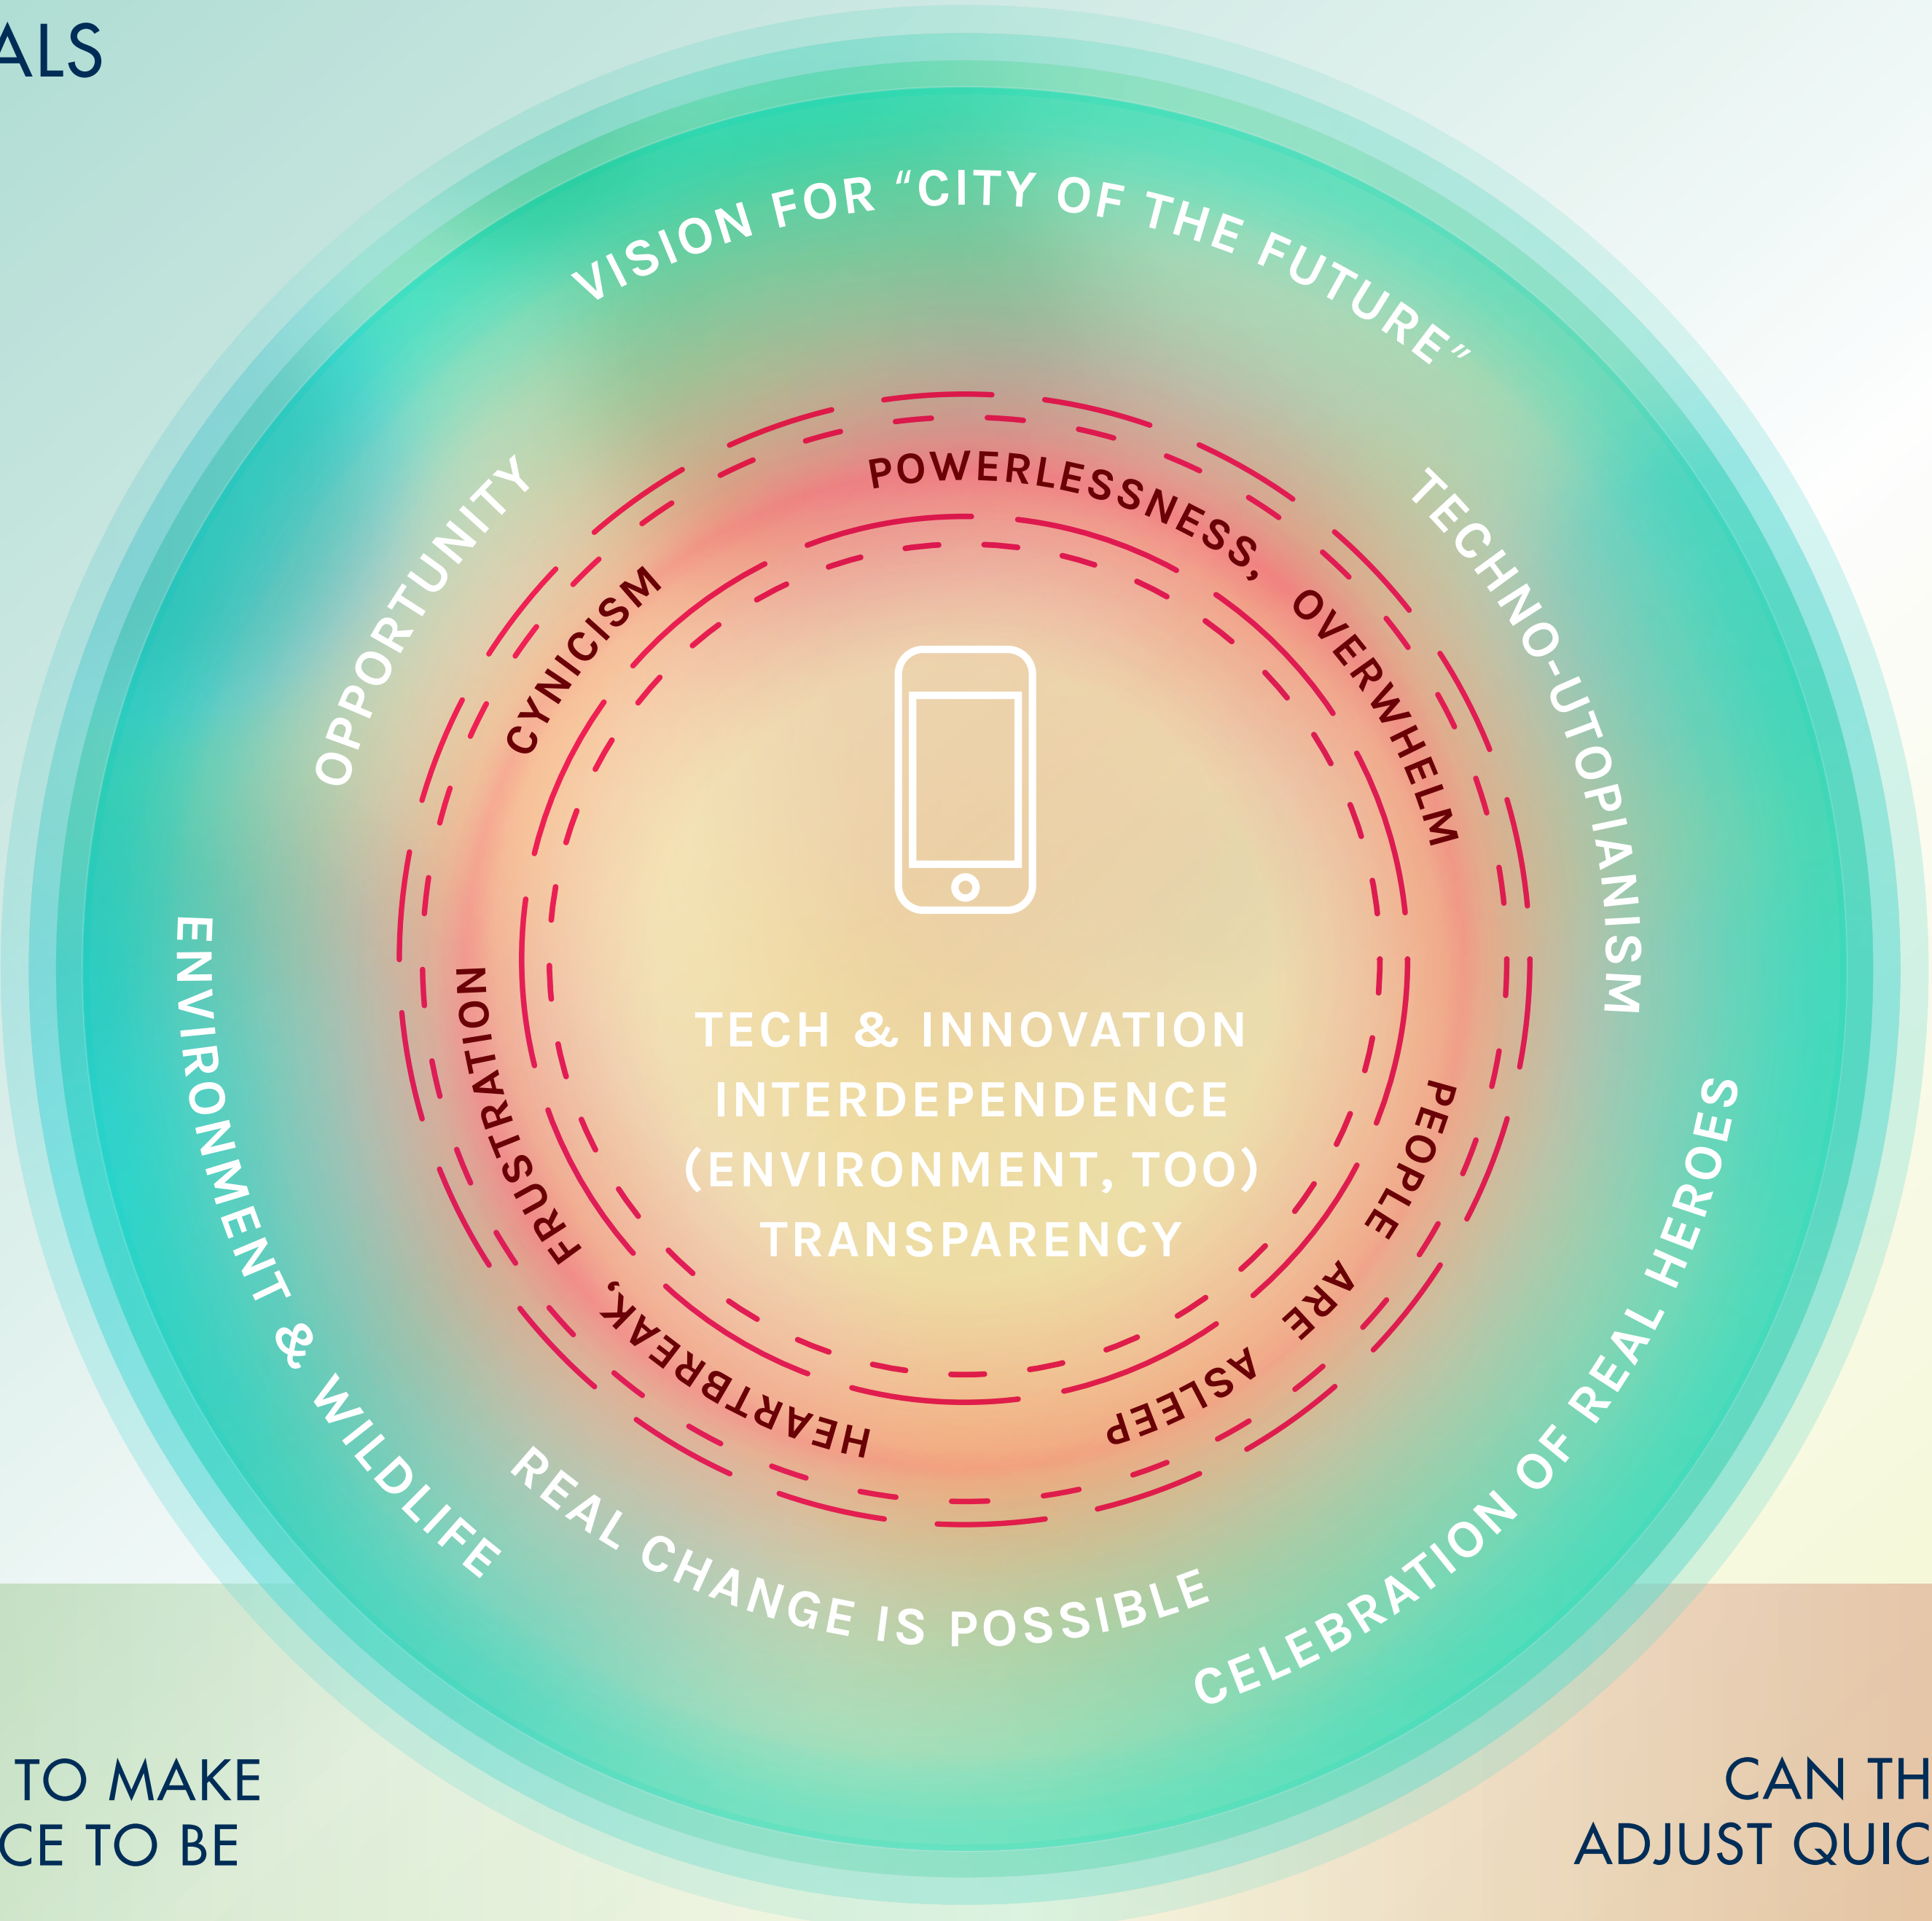 ALS
VISION FOR “CITY OF THE FUTURE”
OPPORTUNITY
TECHNO-UTOPIANISM
POWERLESSNESS, OVERWHELM
CYNICISM
TECH & INNOVATION
INTERDEPENDENCE
(ENVIRONMENT, TOO)
TRANSPARENCY
PEOPLE ARE ASLEEP
HEARTBREAK, FRUSTRATION
ENVIRONMENT & WILDLIFE
REAL CHANGE IS POSSIBLE
CELEBRATION OF REAL HEROES
TO MAKE
CE TO BE
CAN TH
ADJUST QUIC